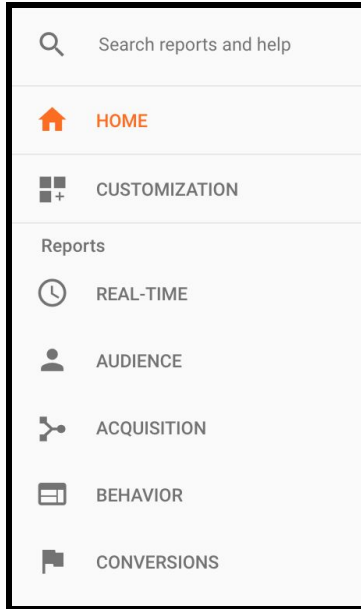 Search reports and help
HOME
CUSTOMIZATION
Reports
REAL-TIME
AUDIENCE
ACQUISITION
BEHAVIOR
CONVERSIONS